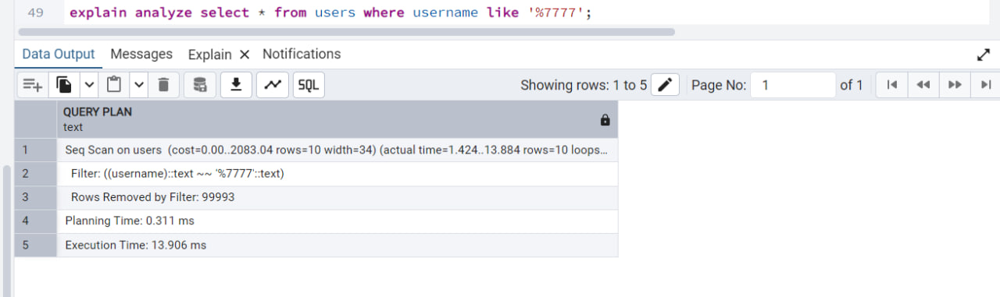 49 explain analyze select * from users where username like '%7777';
Data Output Messages Explain Notifications
SQL Showing rows: 1 to 5 Page No: 1 of 1
QUERY PLAN
text
1 Seq Scan on users (cost=0.00..2083.04 rows=10 width=34) (actual time=1.424..13.884 rows=10 loops...
2 Filter: ((username)::text ~~ '%7777'::text)
3 Rows Removed by Filter: 99993
4 Planning Time: 0.311 ms
5 Execution Time: 13.906 ms